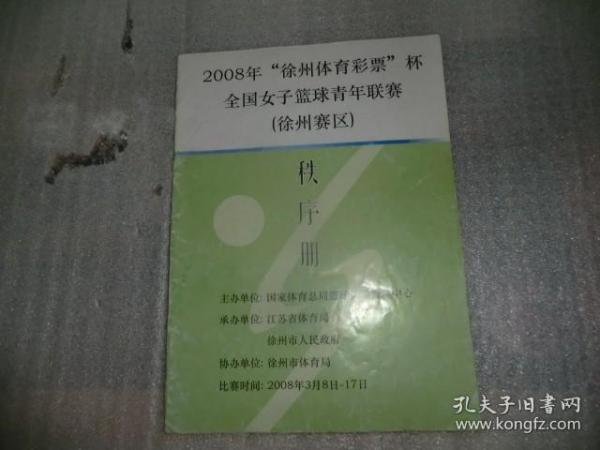 2008年“徐州体育彩票”杯
全国女子篮球青年联赛
(徐州赛区)
秩
序
册
主办单位: 国家体育总局篮球 中心
承办单位: 江苏省体育局
徐州市人民政府
协办单位: 徐州市体育局
比赛时间: 2008年3月8日-17日
孔夫子旧书网
www.kongfz.com